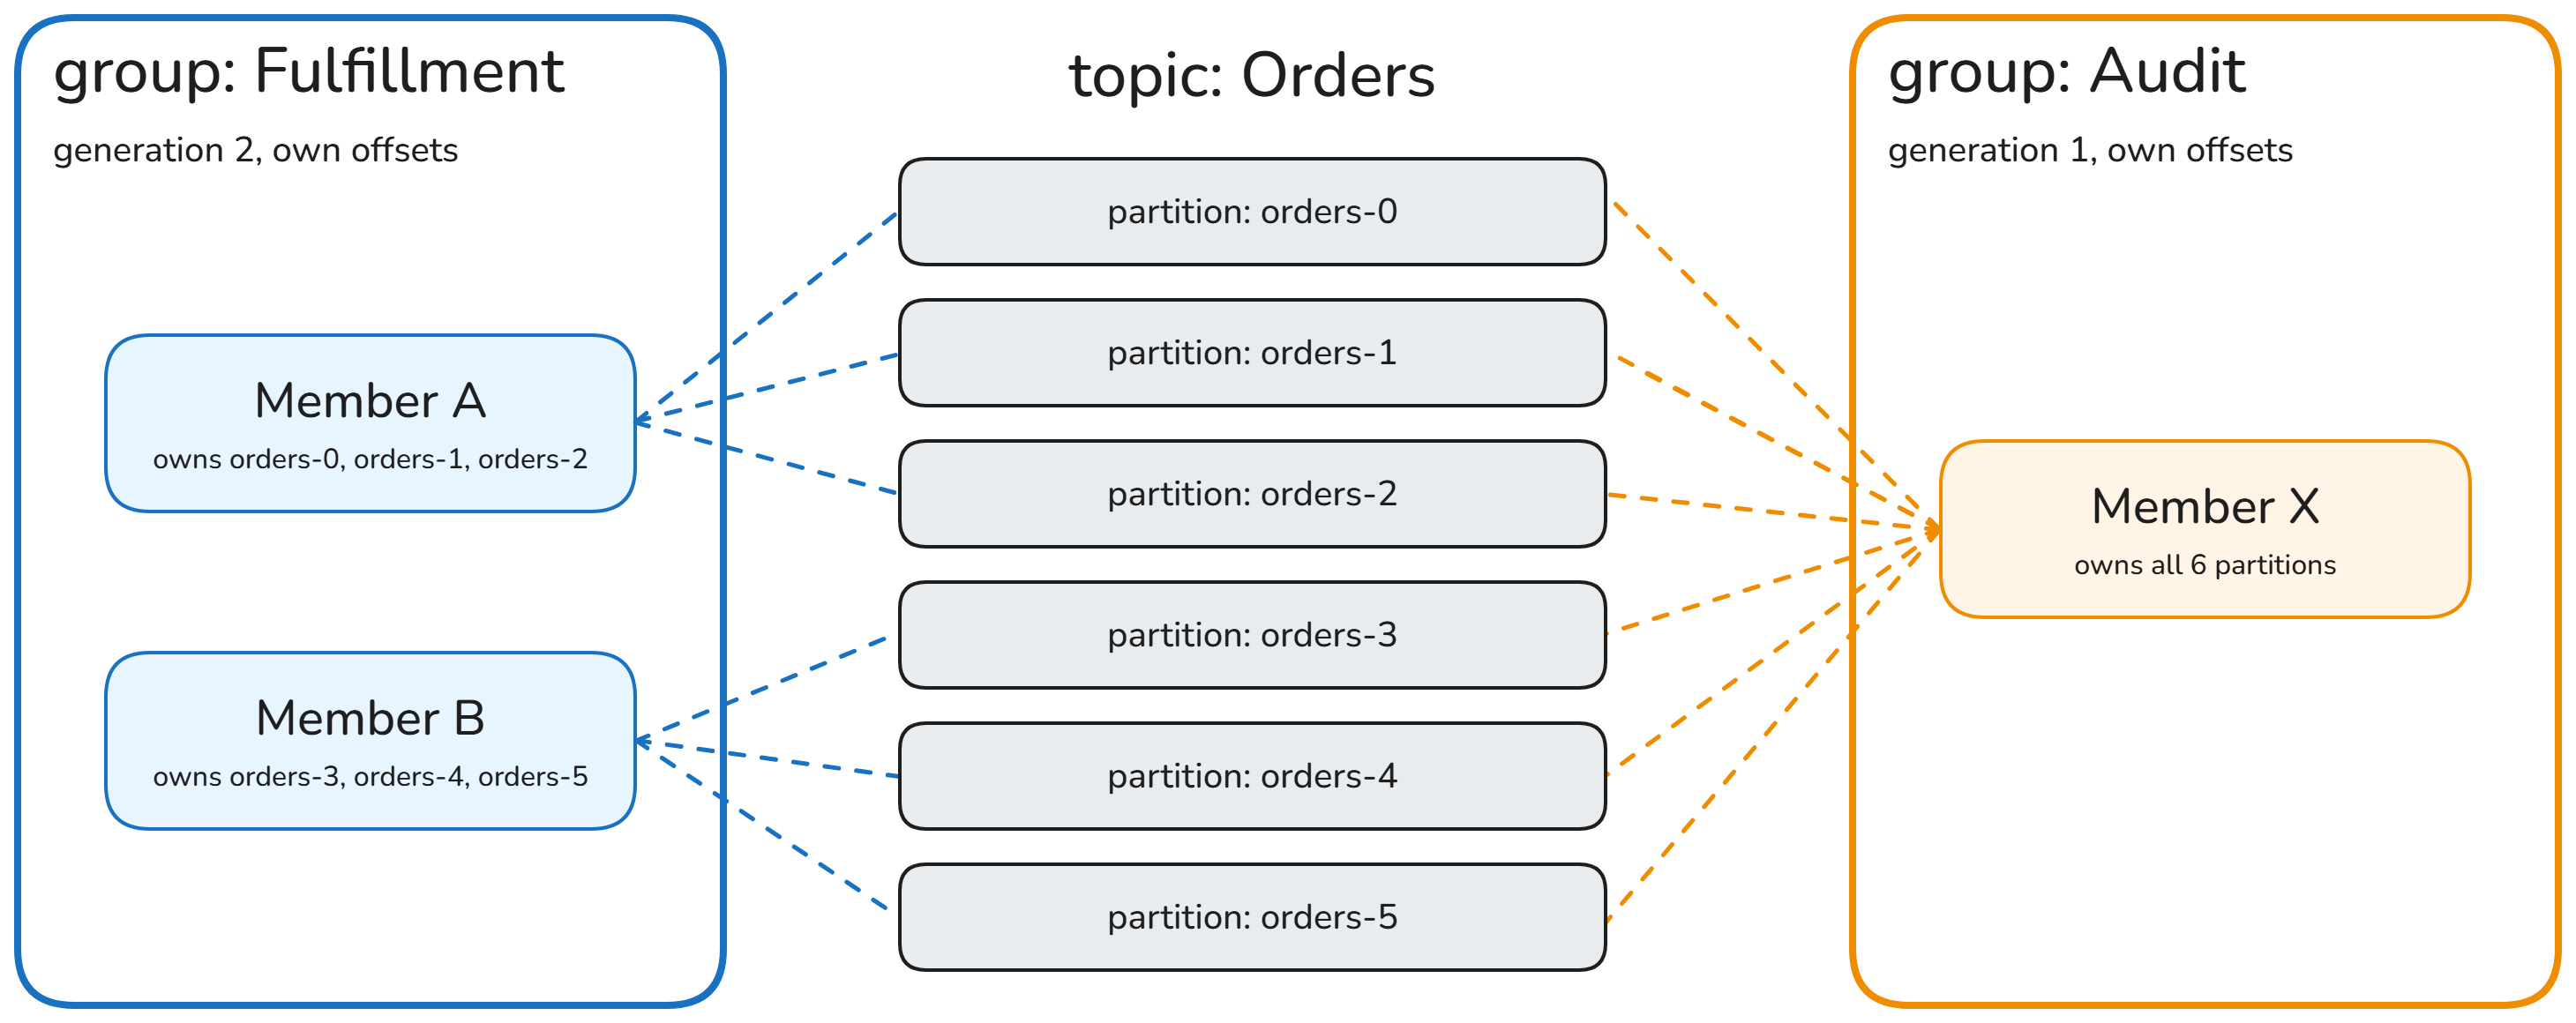 group: Fulfillment
generation 2, own offsets
Member A
owns orders-0, orders-1, orders-2
Member B
owns orders-3, orders-4, orders-5
topic: Orders
partition: orders-0
partition: orders-1
partition: orders-2
partition: orders-3
partition: orders-4
partition: orders-5
group: Audit
generation 1, own offsets
Member X
owns all 6 partitions